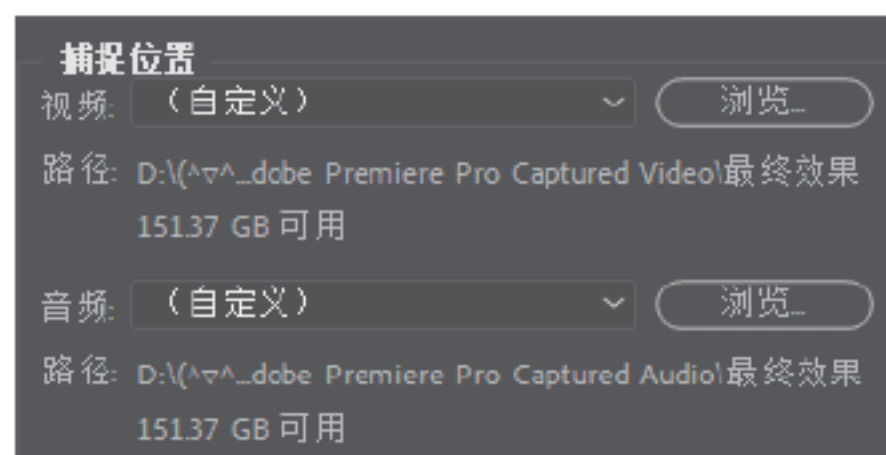 捕捉位置
视频: （自定义） 浏览...
路径: D:\(^▽^...dobe Premiere Pro Captured Video\最终效果
151.37 GB 可用
音频: （自定义） 浏览...
路径: D:\(^▽^...dobe Premiere Pro Captured Audio\最终效果
151.37 GB 可用